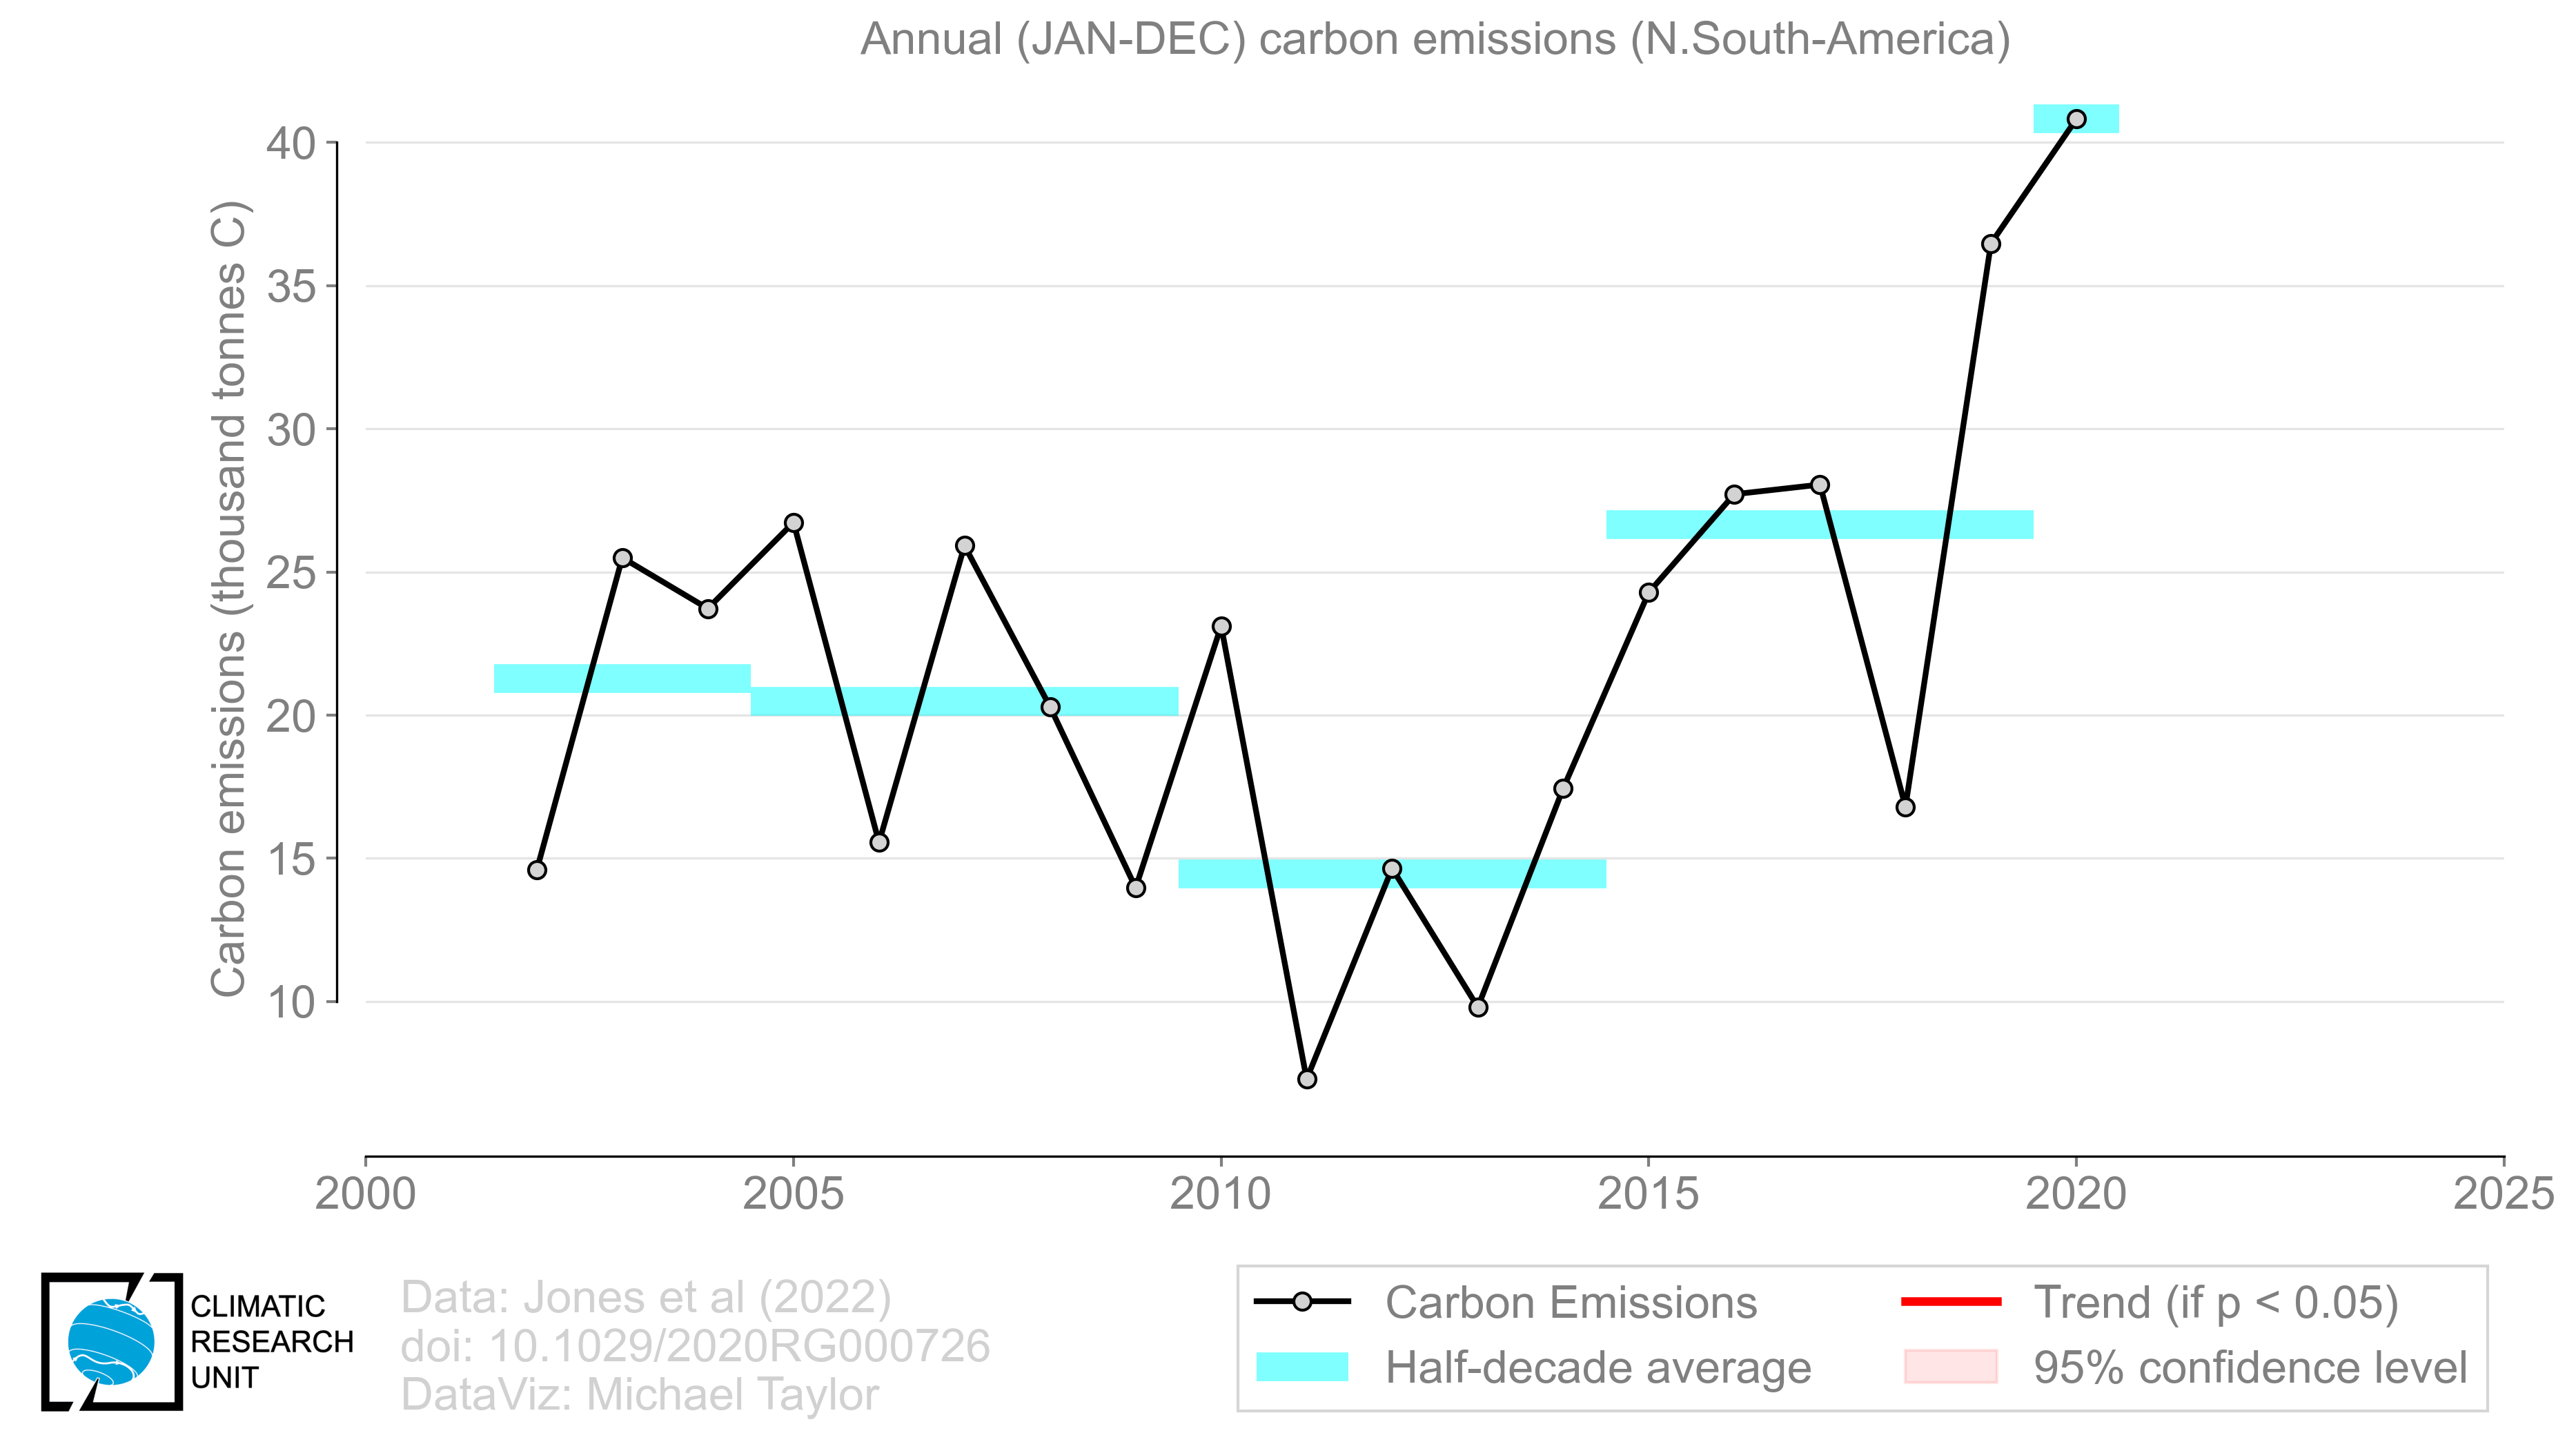 Annual (JAN-DEC) carbon emissions (N.South-America)
Carbon emissions (thousand tonnes C)
40
35
30
25
20
15
10
2000
2005
2010
2015
2020
2025
CLIMATIC
RESEARCH
UNIT
Data: Jones et al (2022)
doi: 10.1029/2020RG000726
DataViz: Michael Taylor
Carbon Emissions
Half-decade average
Trend (if p < 0.05)
95% confidence level